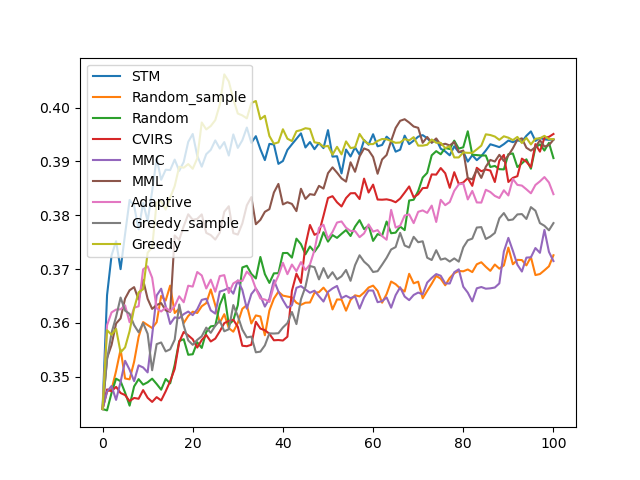 STM
Random_sample
Random
CVIRS
MMC
MML
Adaptive
Greedy_sample
Greedy
0.40
0.39
0.38
0.37
0.36
0.35
0 20 40 60 80 100